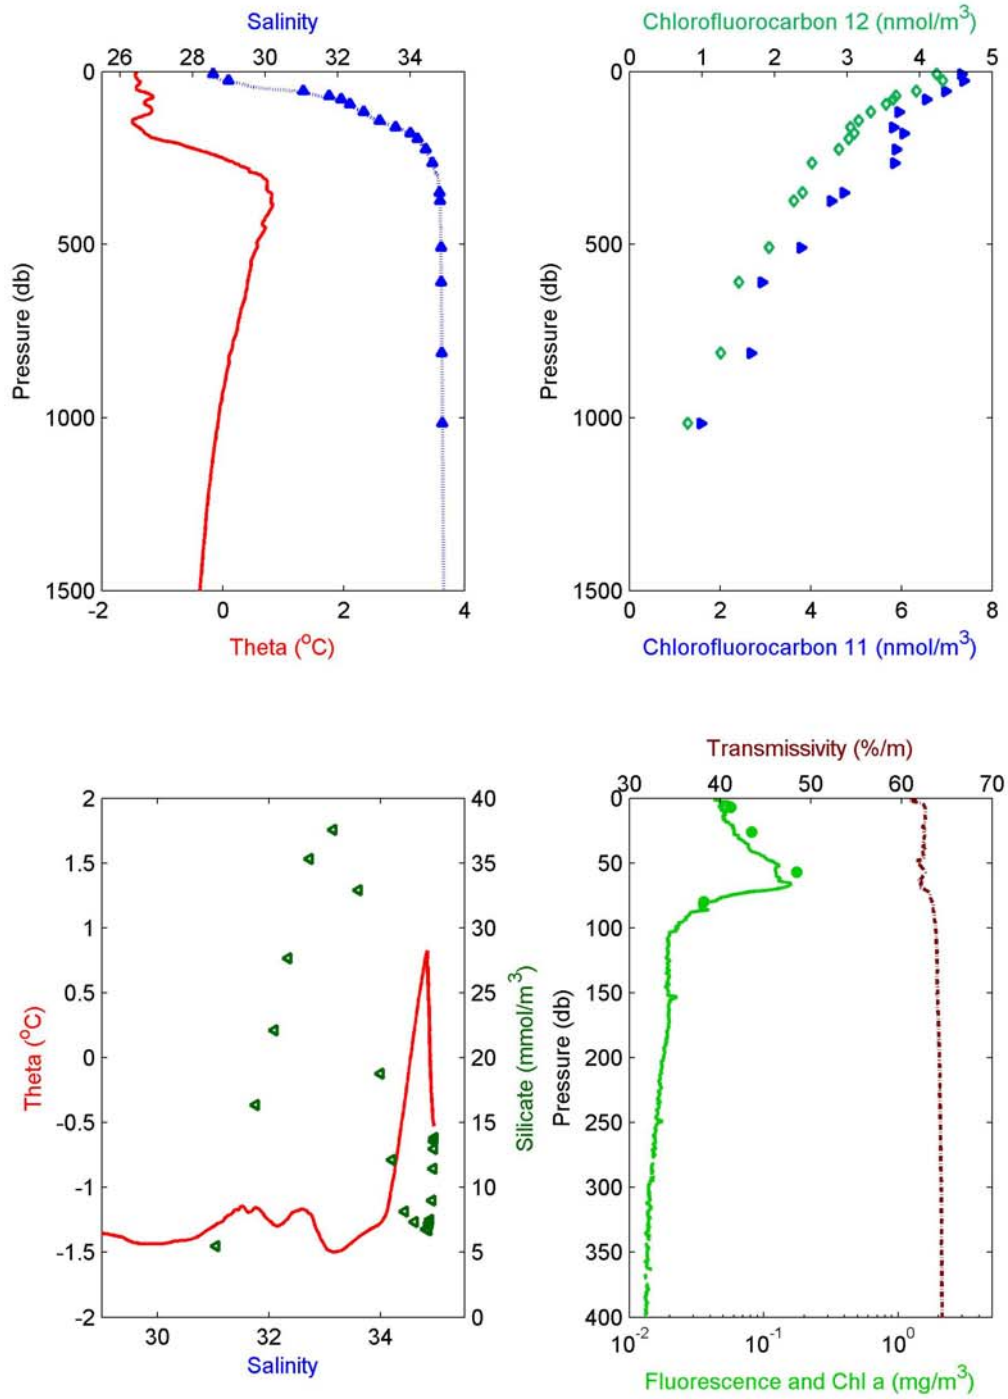 Salinity
26 28 30 32 34
0
500
1000
1500
Pressure (db)
-2 0 2 4
Theta (°C)
Chlorofluorocarbon 12 (nmol/m³)
0 1 2 3 4 5
0
500
1000
1500
Pressure (db)
0 2 4 6 8
Chlorofluorocarbon 11 (nmol/m³)
2
1.5
1
0.5
0
-0.5
-1
-1.5
-2
Theta (°C)
40
35
30
25
20
15
10
5
0
Silicate (mmol/m³)
30 32 34
Salinity
Transmissivity (%/m)
30 40 50 60 70
0
50
100
150
200
250
300
350
400
Pressure (db)
10⁻² 10⁻¹ 10⁰
Fluorescence and Chl a (mg/m³)